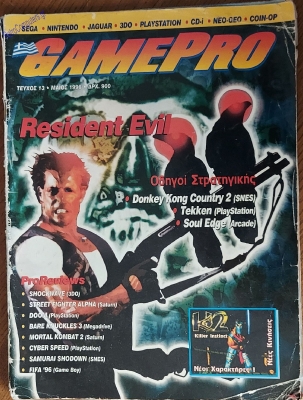 SEGA • NINTENDO • JAGUAR • 3DO • PLAYSTATION • CD-i • NEO-GEO • COIN-OP
GAMEPRO
ΤΕΥΧΟΣ 13 • ΜΑΙΟΣ 1996 • ΔΡΧ. 900
Resident Evil
Οδηγοί Στρατηγικής
• Donkey Kong Country 2 (SNES)
• Tekken (PlayStation)
• Soul Edge (Arcade)
ProReviews
• SHOCKWAVE (3DO)
• STREET FIGHTER ALPHA (Saturn)
• DOOM (PlayStation)
• BARE KNUCKLES 3 (Megadrive)
• MORTAL KOMBAT 2 (Saturn)
• CYBER SPEED (PlayStation)
• SAMURAI SHODOWN (SNES)
• FIFA '96 (Game Boy)
Killer Instinct
Νέοι Χαρακτήρες!
Νέες Κινήσεις